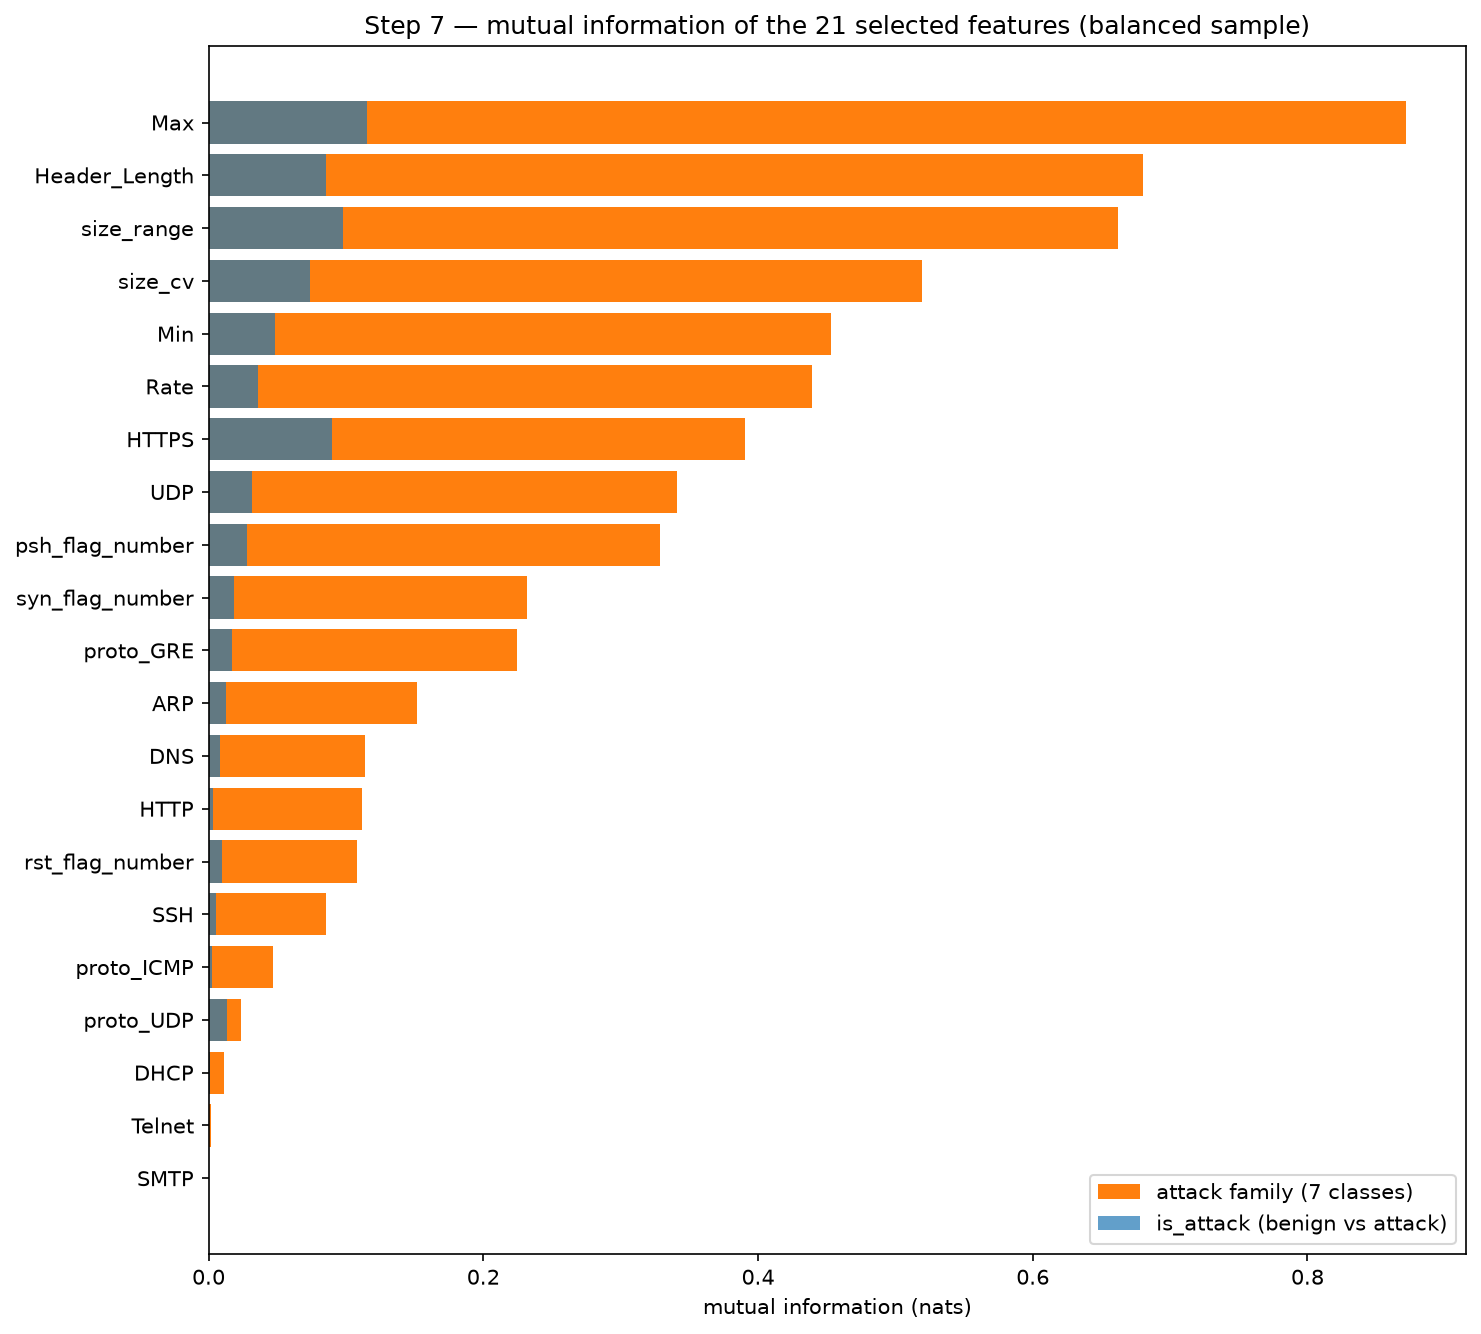 Step 7 — mutual information of the 21 selected features (balanced sample)
Max
Header_Length
size_range
size_cv
Min
Rate
HTTPS
UDP
psh_flag_number
syn_flag_number
proto_GRE
ARP
DNS
HTTP
rst_flag_number
SSH
proto_ICMP
proto_UDP
DHCP
Telnet
SMTP
attack family (7 classes)
is_attack (benign vs attack)
0.0 0.2 0.4 0.6 0.8
mutual information (nats)